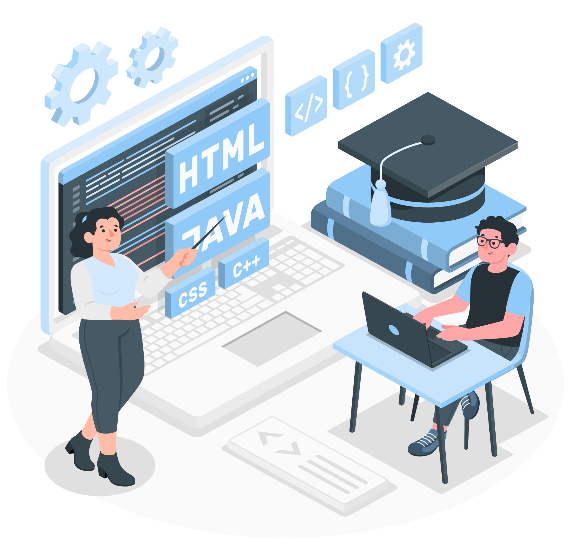 </>
{ }
HTML
JAVA
CSS
C++